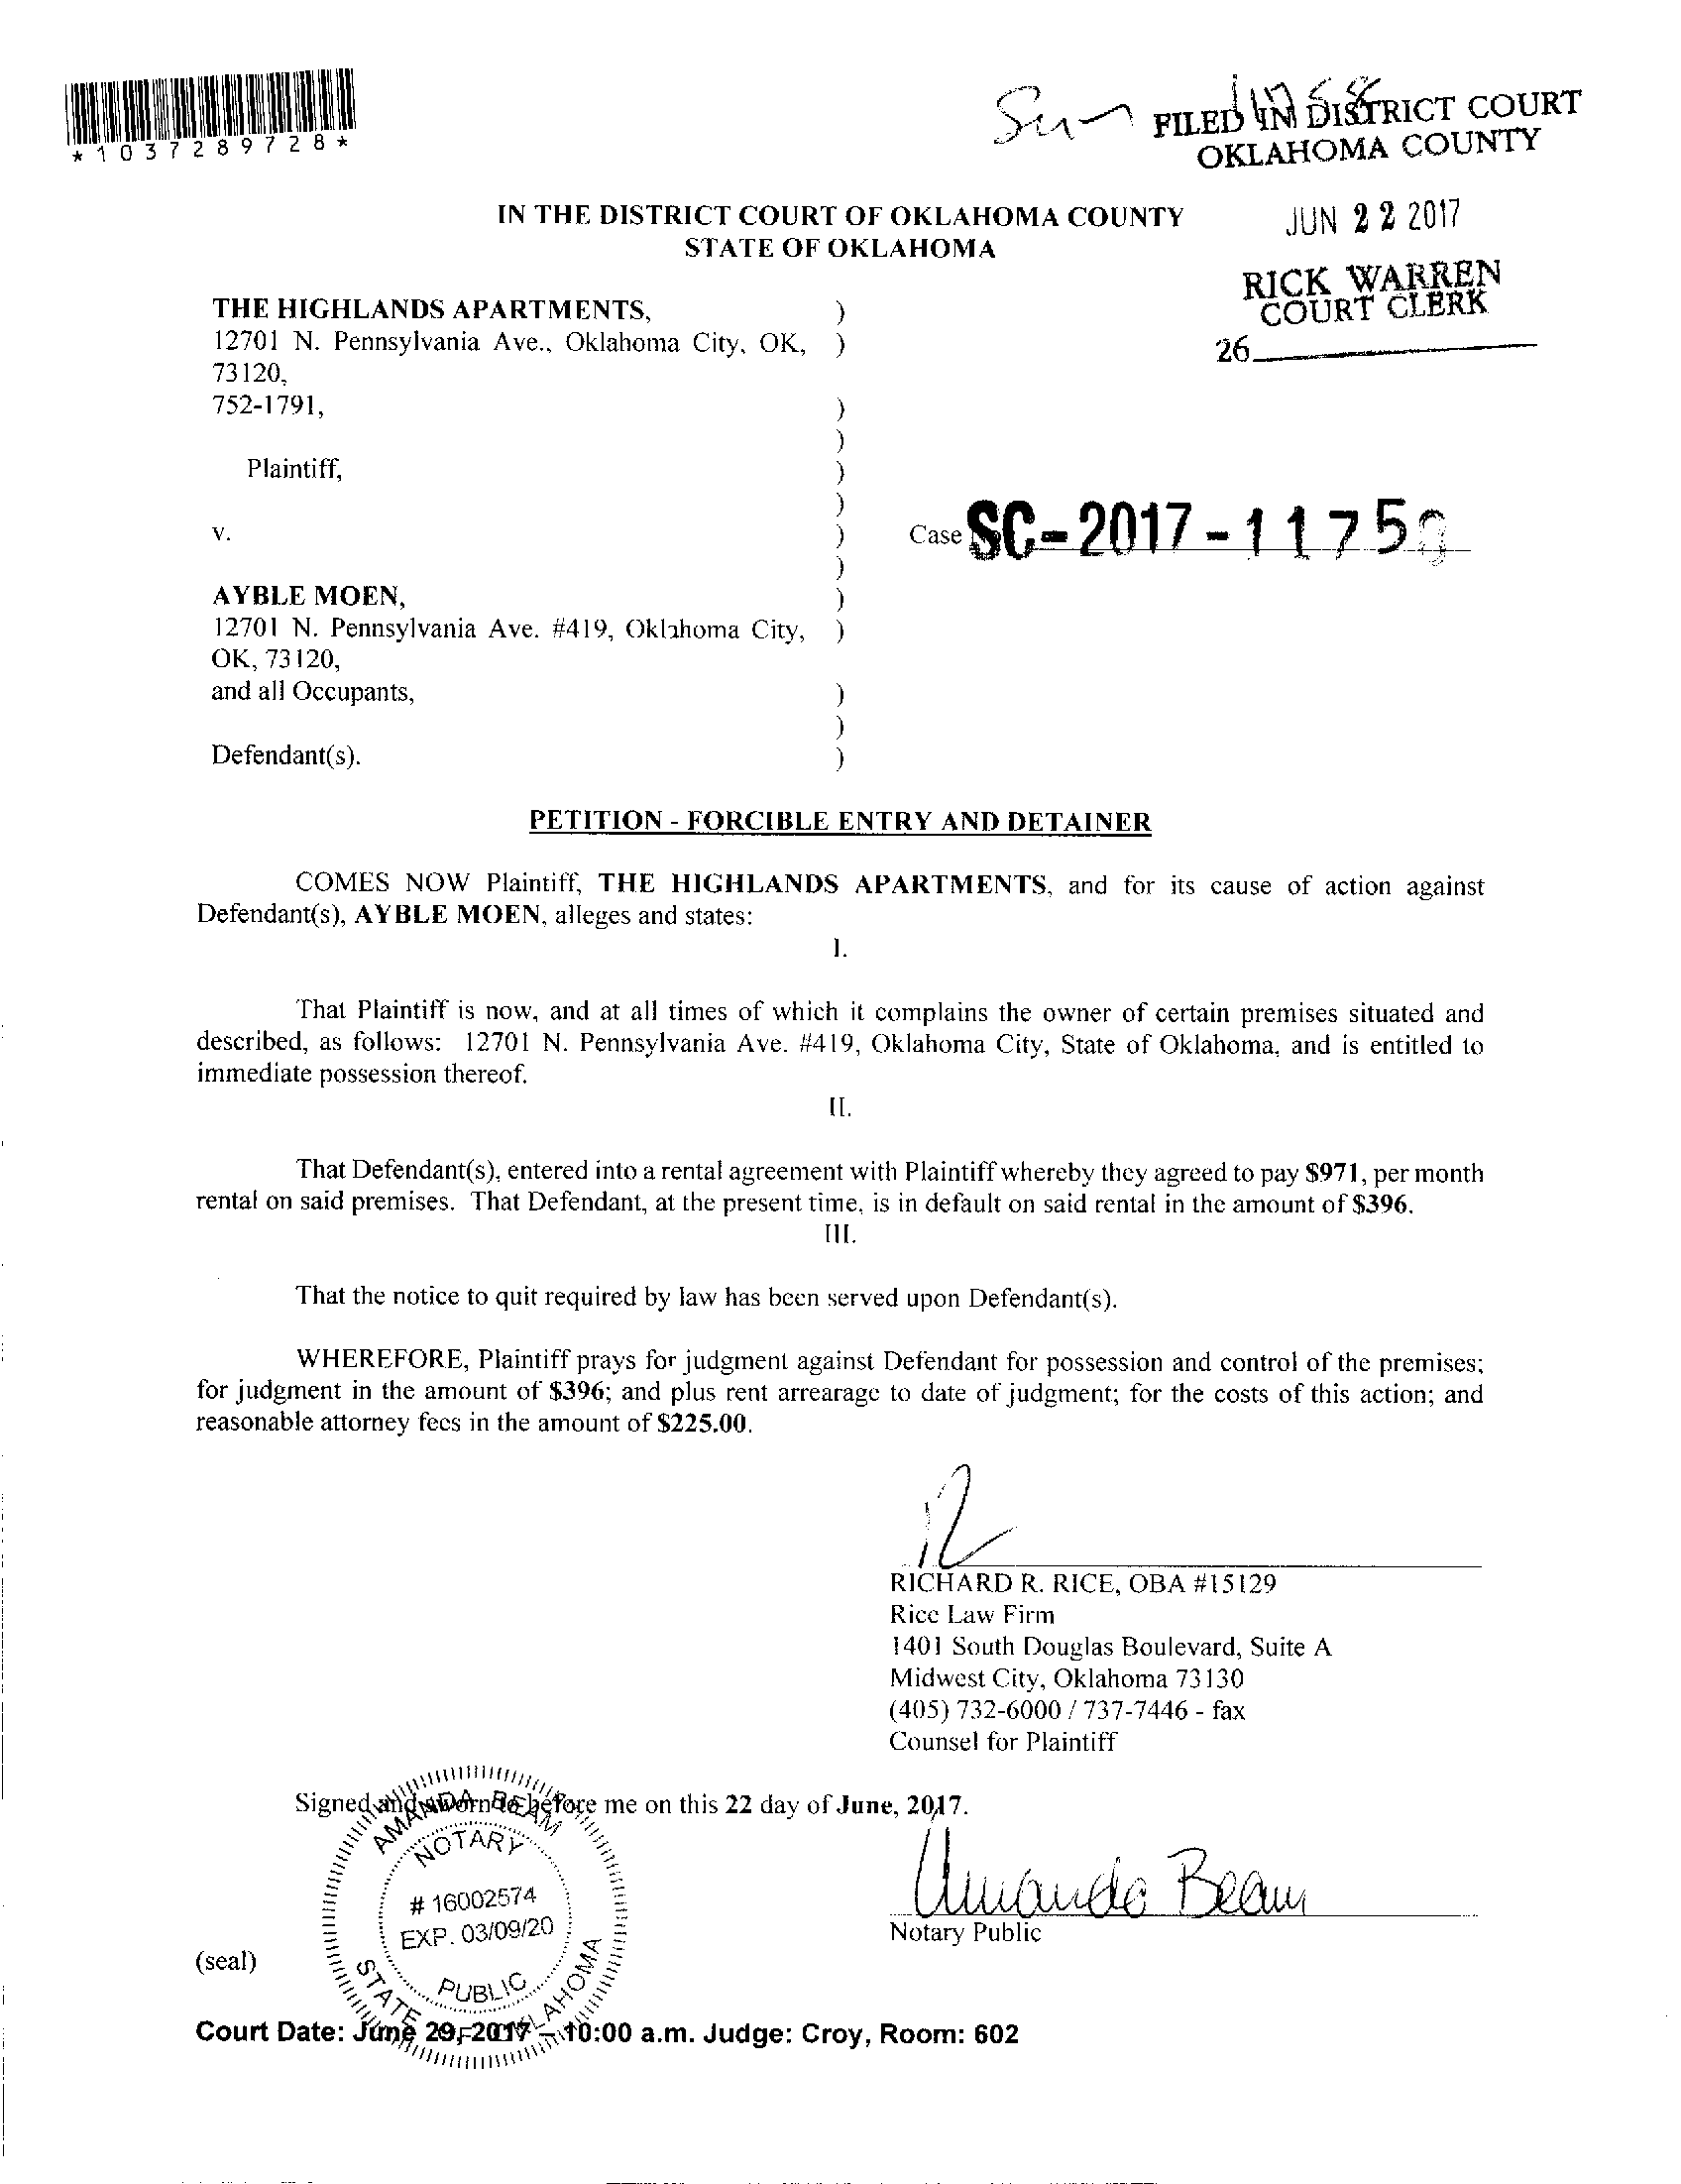 *1037289728*
FILED IN DISTRICT COURT
OKLAHOMA COUNTY
JUN 22 2017
RICK WARREN
COURT CLERK
26
IN THE DISTRICT COURT OF OKLAHOMA COUNTY
STATE OF OKLAHOMA
THE HIGHLANDS APARTMENTS, )
12701 N. Pennsylvania Ave., Oklahoma City, OK, )
73120,
752-1791, )
)
Plaintiff, )
)
v. )
)
Case SC-2017-1175
AYBLE MOEN, )
12701 N. Pennsylvania Ave. #419, Oklahoma City, )
OK, 73120,
and all Occupants, )
)
Defendant(s). )
PETITION - FORCIBLE ENTRY AND DETAINER
COMES NOW Plaintiff, THE HIGHLANDS APARTMENTS, and for its cause of action against
Defendant(s), AYBLE MOEN, alleges and states:
I.
That Plaintiff is now, and at all times of which it complains the owner of certain premises situated and
described, as follows: 12701 N. Pennsylvania Ave. #419, Oklahoma City, State of Oklahoma, and is entitled to
immediate possession thereof.
II.
That Defendant(s), entered into a rental agreement with Plaintiff whereby they agreed to pay $971, per month
rental on said premises. That Defendant, at the present time, is in default on said rental in the amount of $396.
III.
That the notice to quit required by law has been served upon Defendant(s).
WHEREFORE, Plaintiff prays for judgment against Defendant for possession and control of the premises;
for judgment in the amount of $396; and plus rent arrearage to date of judgment; for the costs of this action; and
reasonable attorney fees in the amount of $225.00.
RICHARD R. RICE, OBA #15129
Rice Law Firm
1401 South Douglas Boulevard, Suite A
Midwest City, Oklahoma 73130
(405) 732-6000 / 737-7446 - fax
Counsel for Plaintiff
Signed and sworn to before me on this 22 day of June, 2017.
AMANDA BEAM
NOTARY
# 16002574
EXP. 03/09/20
PUBLIC
STATE OF OKLAHOMA
Amanda Beam
Notary Public
(seal)
Court Date: June 29, 2017 - 10:00 a.m. Judge: Croy, Room: 602